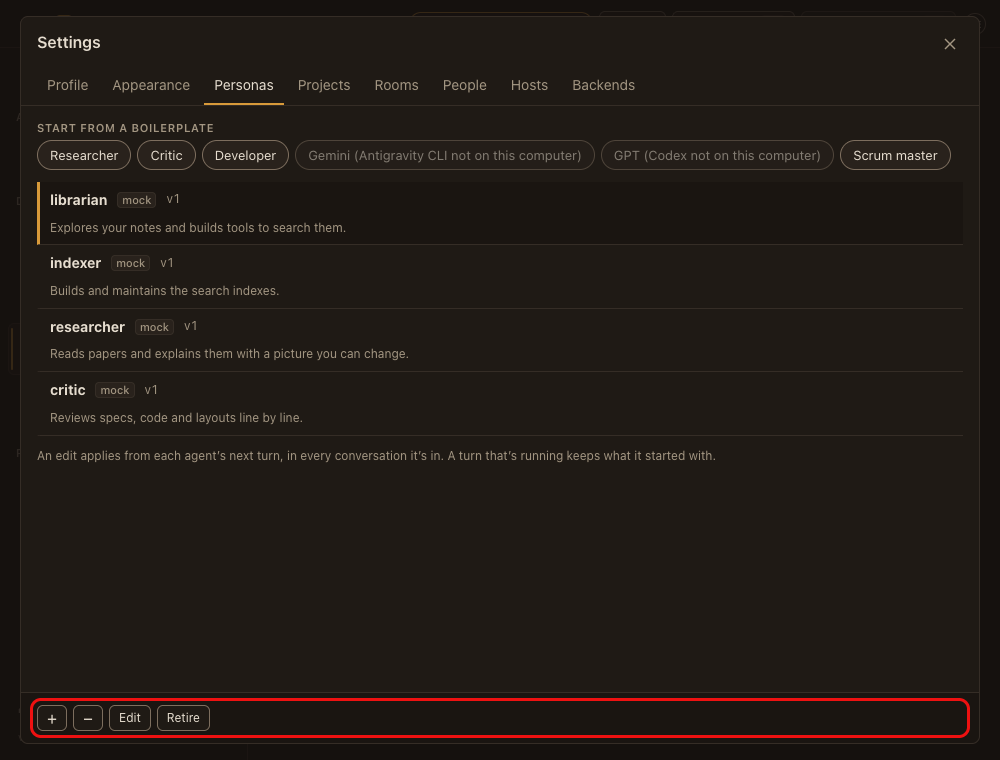 Settings
Profile Appearance Personas Projects Rooms People Hosts Backends
START FROM A BOILERPLATE
Researcher Critic Developer Gemini (Antigravity CLI not on this computer) GPT (Codex not on this computer) Scrum master
librarian mock v1
Explores your notes and builds tools to search them.
indexer mock v1
Builds and maintains the search indexes.
researcher mock v1
Reads papers and explains them with a picture you can change.
critic mock v1
Reviews specs, code and layouts line by line.
An edit applies from each agent's next turn, in every conversation it's in. A turn that's running keeps what it started with.
+ − Edit Retire